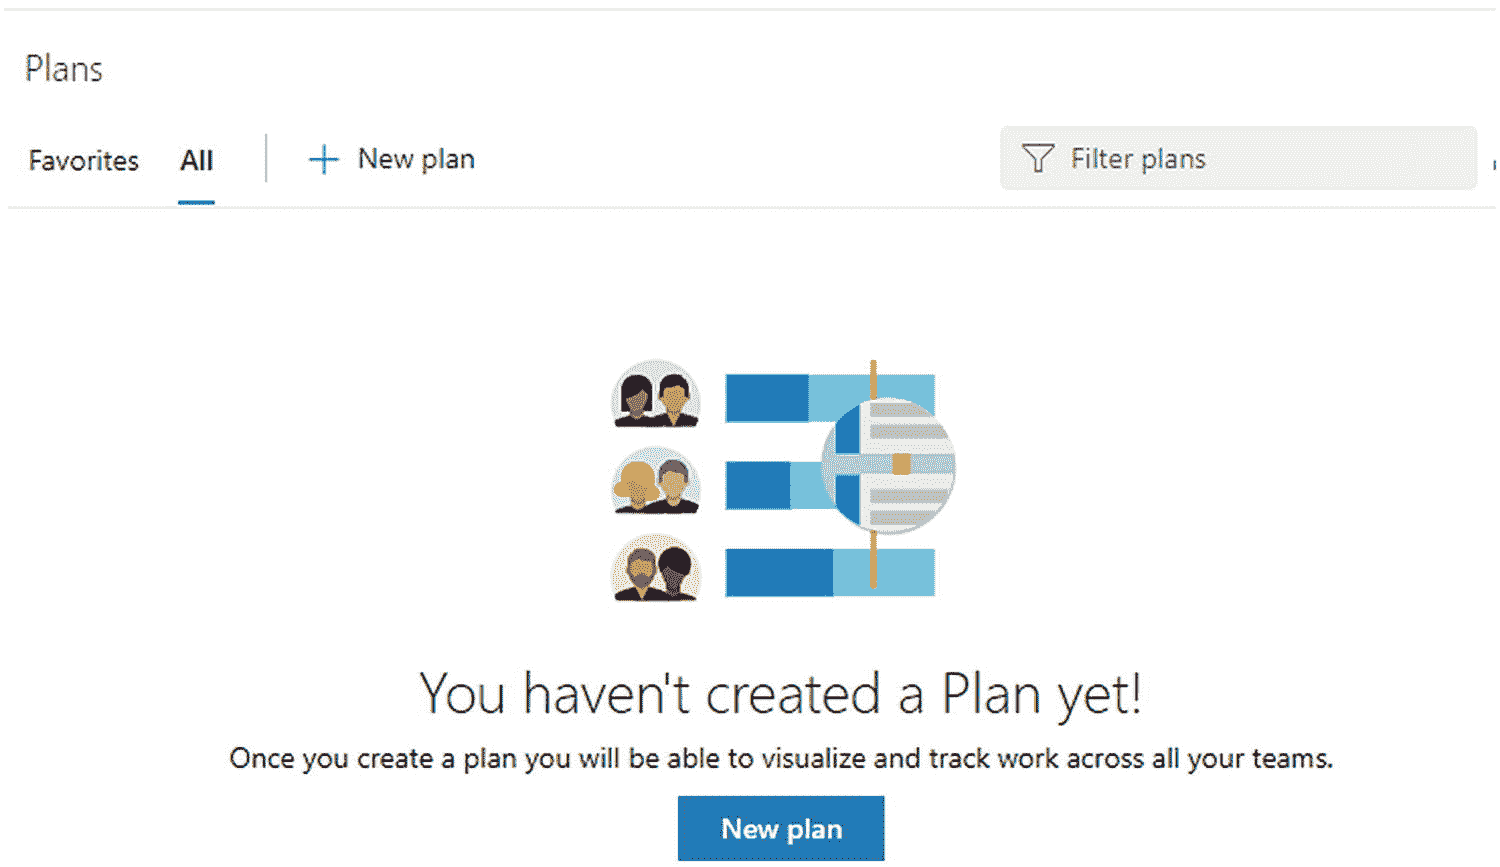 Plans
Favorites All New plan Filter plans
You haven't created a Plan yet!
Once you create a plan you will be able to visualize and track work across all your teams.
New plan